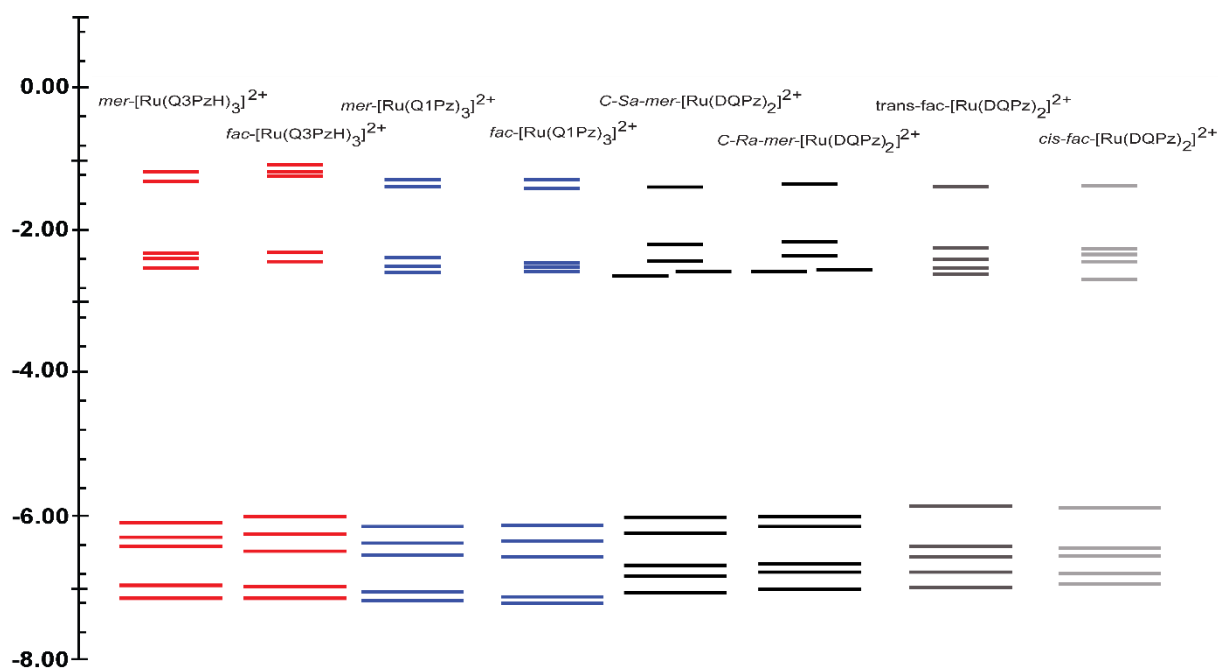 0.00
mer-[Ru(Q3PzH)3]2+
mer-[Ru(Q1Pz)3]2+
C-Sa-mer-[Ru(DQPz)2]2+
trans-fac-[Ru(DQPz)2]2+
fac-[Ru(Q3PzH)3]2+
fac-[Ru(Q1Pz)3]2+
C-Ra-mer-[Ru(DQPz)2]2+
cis-fac-[Ru(DQPz)2]2+
-2.00
-4.00
-6.00
-8.00